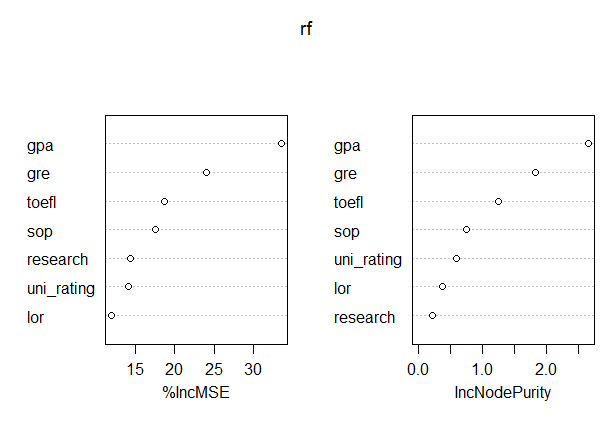 rf
gpa
gre
toefl
sop
research
uni_rating
lor
15 20 25 30
%IncMSE
gpa
gre
toefl
sop
uni_rating
lor
research
0.0 1.0 2.0
IncNodePurity